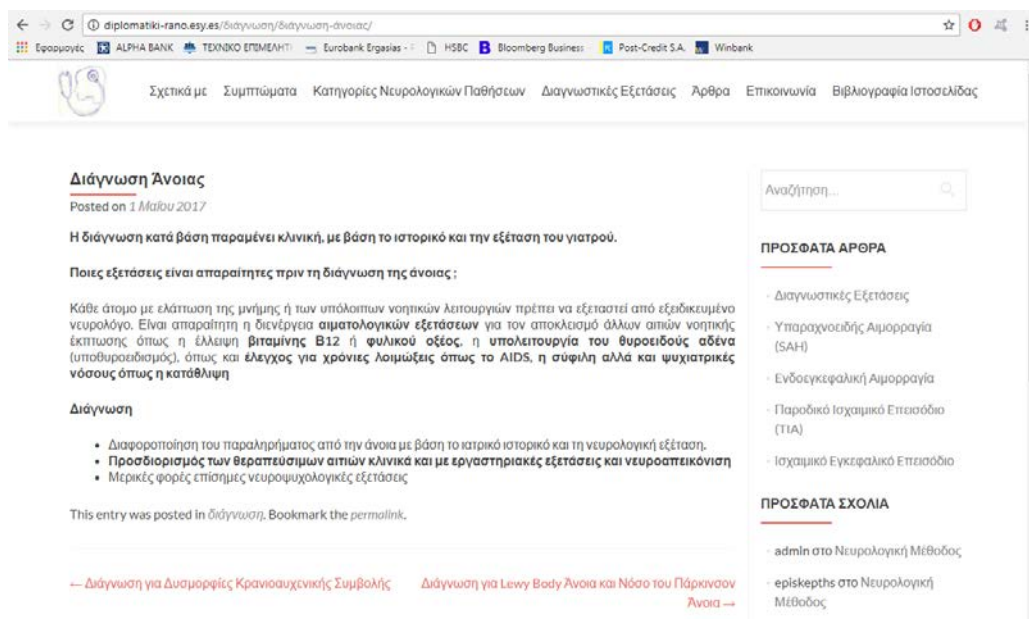 diplomatiki-rano.esy.es/διάγνωση/διάγνωση-άνοιας/
Εφαρμογές ALPHA BANK ΤΕΧΝΙΚΟ ΕΠΙΜΕΛΗΤ Eurobank Ergasias - HSBC Bloomberg Business Post-Credit S.A. Winbank
Σχετικά με Συμπτώματα Κατηγορίες Νευρολογικών Παθήσεων Διαγνωστικές Εξετάσεις Άρθρα Επικοινωνία Βιβλιογραφία Ιστοσελίδας
Διάγνωση Άνοιας
Posted on 1 Μαΐου 2017
Η διάγνωση κατά βάση παραμένει κλινική, με βάση το ιστορικό και την εξέταση του γιατρού.
Ποιες εξετάσεις είναι απαραίτητες πριν τη διάγνωση της άνοιας ;
Κάθε άτομο με ελάττωση της μνήμης ή των υπόλοιπων νοητικών λειτουργιών πρέπει να εξεταστεί από εξειδικευμένο
νευρολόγο. Είναι απαραίτητη η διενέργεια αιματολογικών εξετάσεων για τον αποκλεισμό άλλων αιτιών νοητικής
έκπτωσης όπως η έλλειψη βιταμίνης Β12 ή φυλικού οξέος, η υπολειτουργία του θυροειδούς αδένα
(υποθυροειδισμός), όπως και έλεγχος για χρόνιες λοιμώξεις όπως το AIDS, η σύφιλη αλλά και ψυχιατρικές
νόσους όπως η κατάθλιψη
Διάγνωση
• Διαφοροποίηση του παραληρήματος από την άνοια με βάση το ιατρικό ιστορικό και τη νευρολογική εξέταση.
• Προσδιορισμός των θεραπεύσιμων αιτιών κλινικά και με εργαστηριακές εξετάσεις και νευροαπεικόνιση
• Μερικές φορές επίσημες νευροψυχολογικές εξετάσεις
This entry was posted in διάγνωση. Bookmark the permalink.
← Διάγνωση για Δυσμορφίες Κρανιοαυχενικής Συμβολής
Διάγνωση για Lewy Body Άνοια και Νόσο του Πάρκινσον
Άνοια →
Αναζήτηση...
ΠΡΟΣΦΑΤΑ ΑΡΘΡΑ
Διαγνωστικές Εξετάσεις
Υπαραχνοειδής Αιμορραγία
(SAH)
Ενδοεγκεφαλική Αιμορραγία
Παροδικό Ισχαιμικό Επεισόδιο
(TIA)
Ισχαιμικό Εγκεφαλικό Επεισόδιο
ΠΡΟΣΦΑΤΑ ΣΧΟΛΙΑ
admin στο Νευρολογική Μέθοδος
episkepths στο Νευρολογική
Μέθοδος